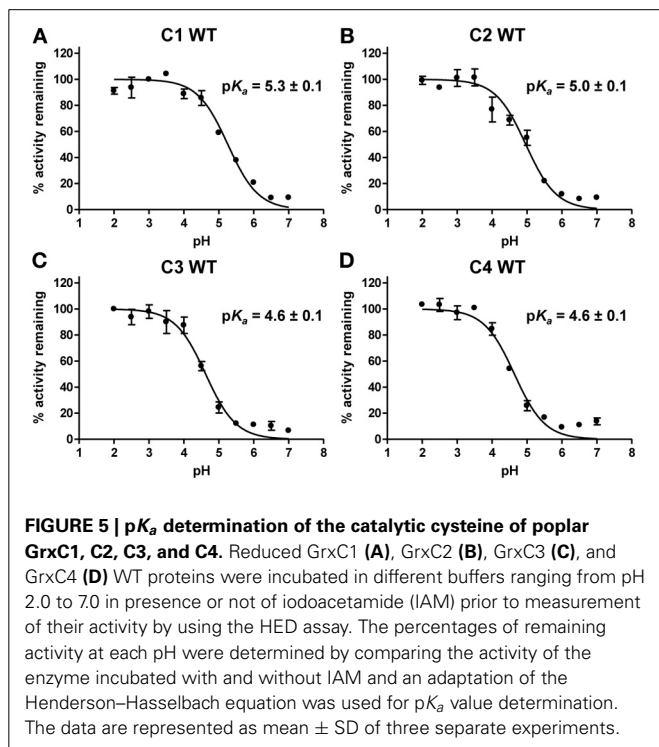 A
C1 WT
120
100
80
60
40
20
0
% activity remaining
pKa = 5.3 ± 0.1
1 2 3 4 5 6 7 8
pH
B
C2 WT
120
100
80
60
40
20
0
% activity remaining
pKa = 5.0 ± 0.1
1 2 3 4 5 6 7 8
pH
C
C3 WT
120
100
80
60
40
20
0
% activity remaining
pKa = 4.6 ± 0.1
1 2 3 4 5 6 7 8
pH
D
C4 WT
120
100
80
60
40
20
0
% activity remaining
pKa = 4.6 ± 0.1
1 2 3 4 5 6 7 8
pH
FIGURE 5 | pKa determination of the catalytic cysteine of poplar
GrxC1, C2, C3, and C4. Reduced GrxC1 (A), GrxC2 (B), GrxC3 (C), and
GrxC4 (D) WT proteins were incubated in different buffers ranging from pH
2.0 to 7.0 in presence or not of iodoacetamide (IAM) prior to measurement
of their activity by using the HED assay. The percentages of remaining
activity at each pH were determined by comparing the activity of the
enzyme incubated with and without IAM and an adaptation of the
Henderson–Hasselbach equation was used for pKa value determination.
The data are represented as mean ± SD of three separate experiments.